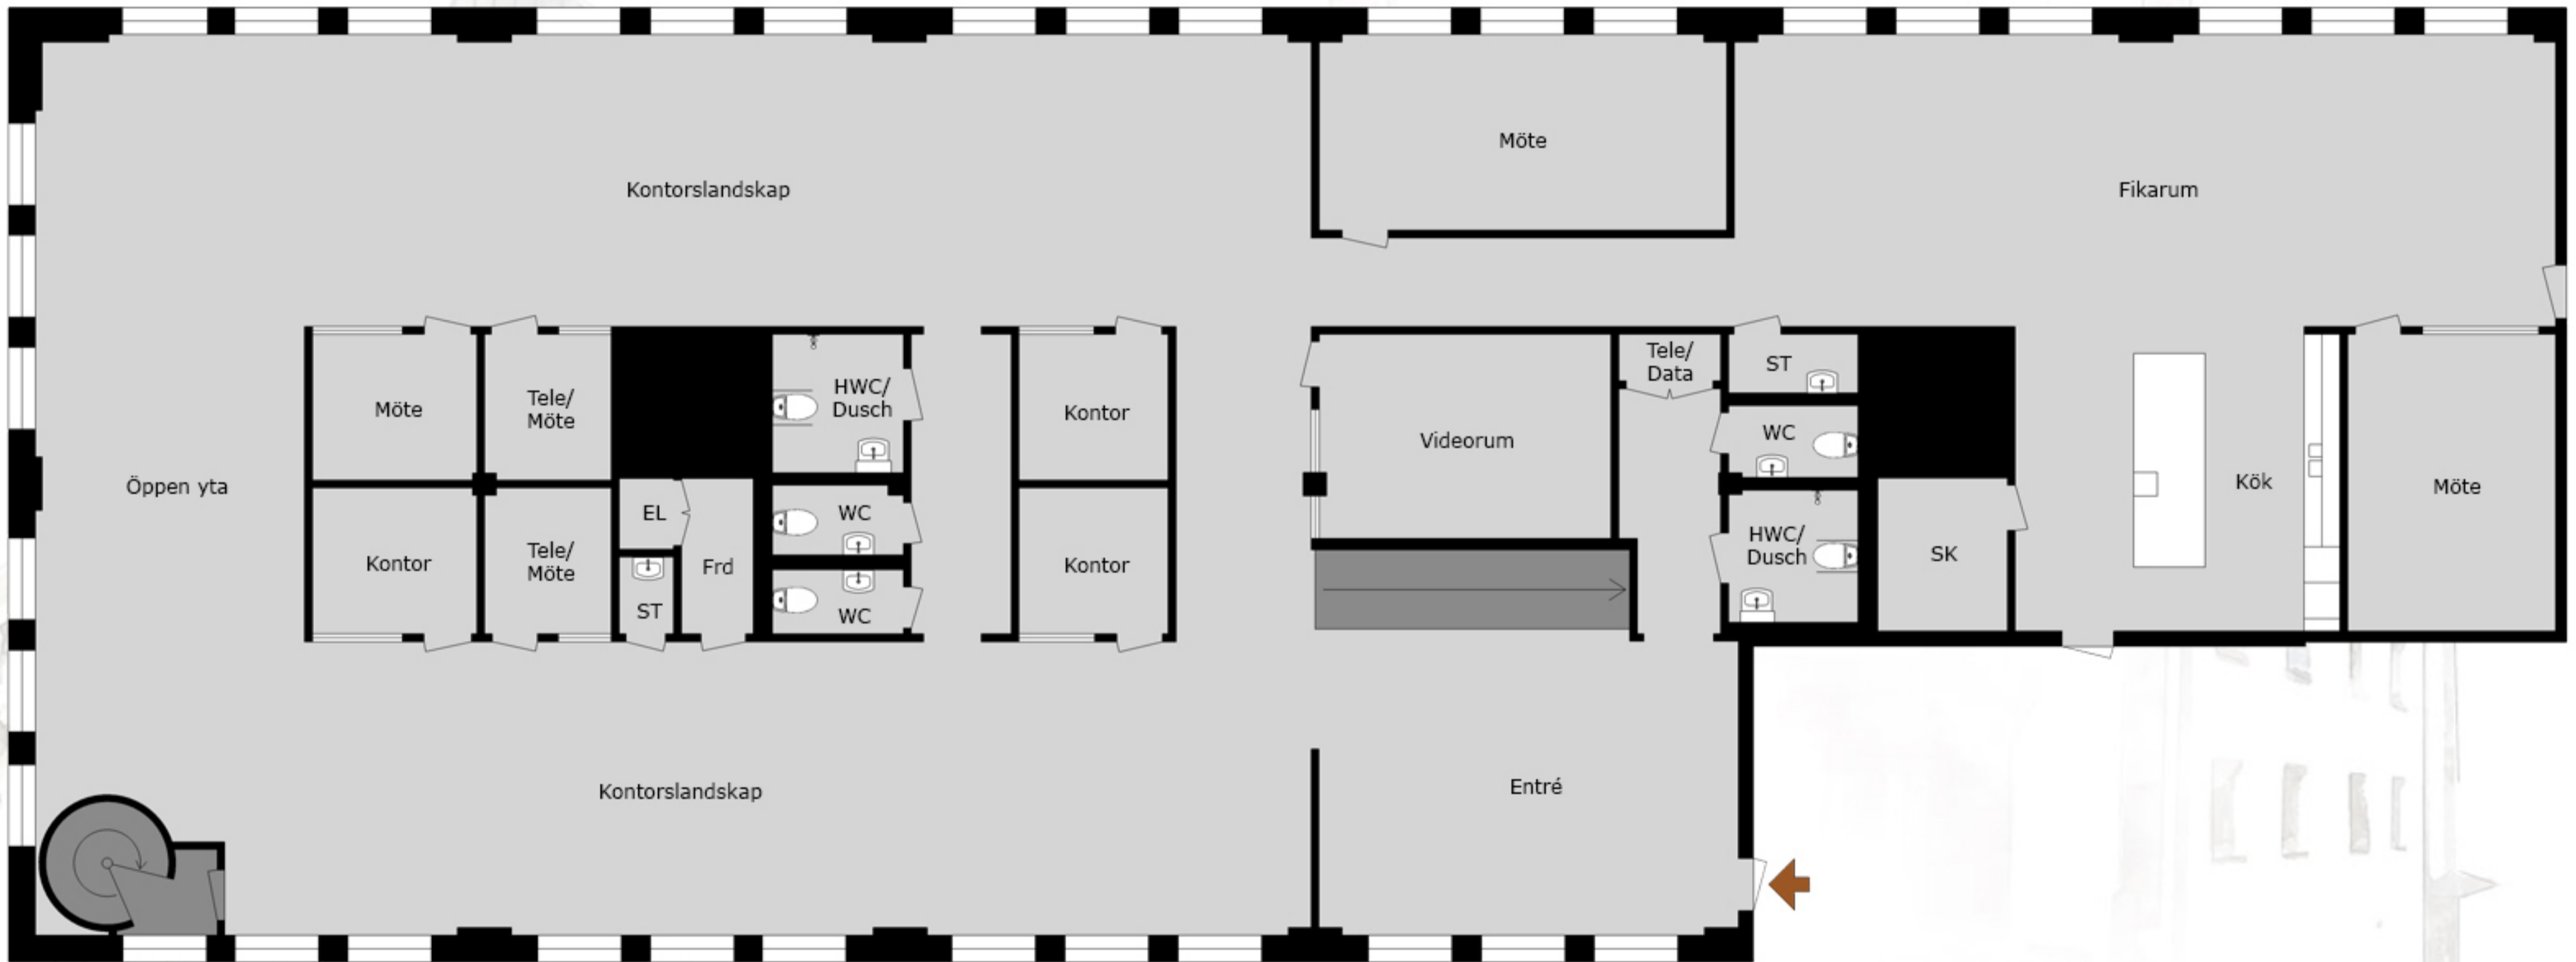 Möte
Kontorslandskap
Fikarum
Möte
Tele/
Möte
HWC/
Dusch
Kontor
Videorum
Tele/
Data
ST
WC
Kök
Möte
Öppen yta
Kontor
Tele/
Möte
EL
ST
Frd
WC
WC
Kontor
HWC/
Dusch
SK
Kontorslandskap
Entré